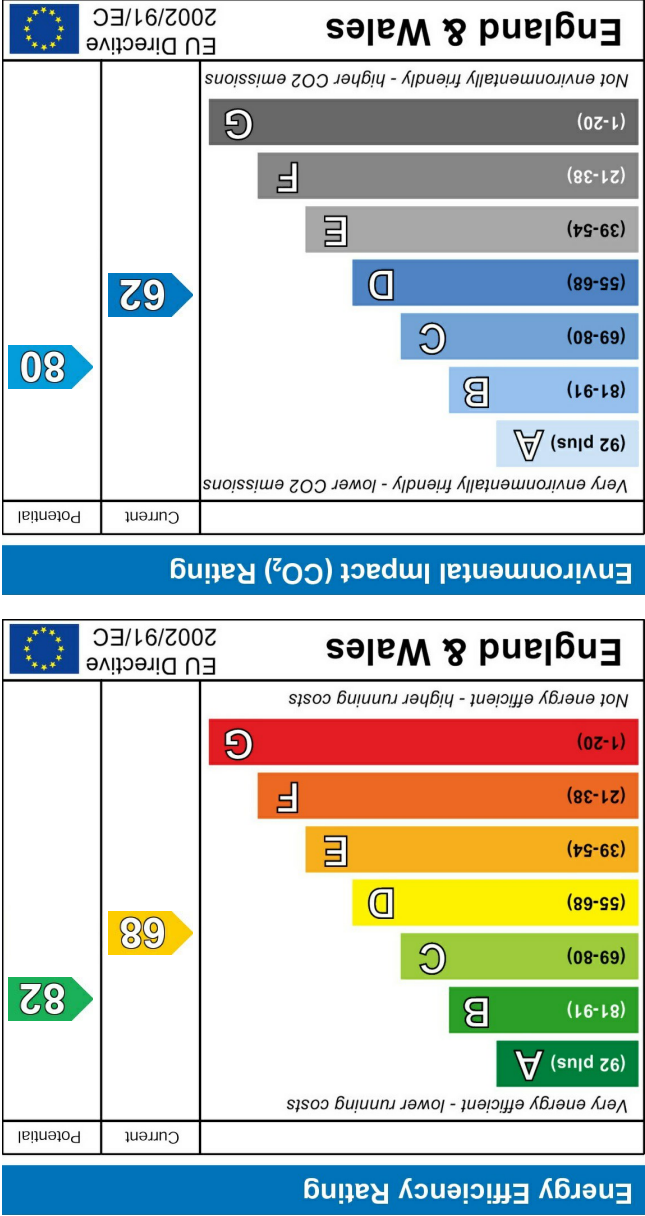 Energy Efficiency Rating
Current
Potential
Very energy efficient - lower running costs
(92 plus) A
(81-91) B
(69-80) C
(55-68) D
(39-54) E
(21-38) F
(1-20) G
68
82
Not energy efficient - higher running costs
England & Wales
EU Directive
2002/91/EC
Environmental Impact (CO₂) Rating
Current
Potential
Very environmentally friendly - lower CO2 emissions
(92 plus) A
(81-91) B
(69-80) C
(55-68) D
(39-54) E
(21-38) F
(1-20) G
62
80
Not environmentally friendly - higher CO2 emissions
England & Wales
EU Directive
2002/91/EC